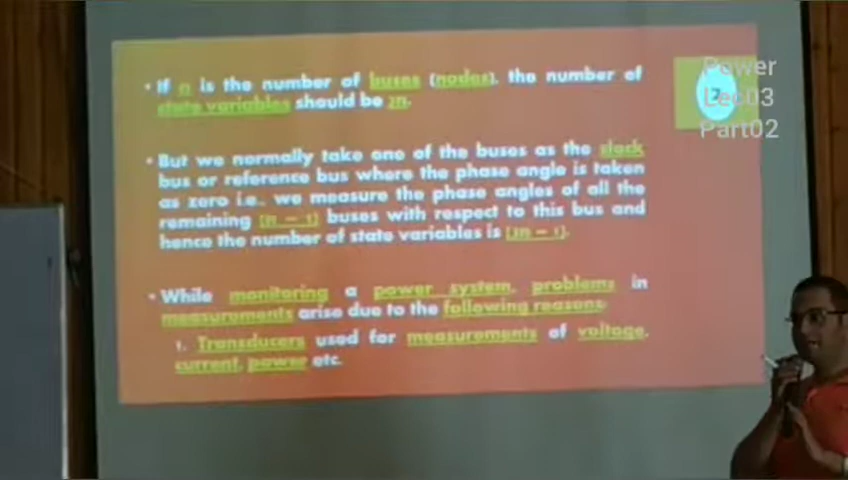 • If n is the number of buses (nodes), the number of
state variables should be 2n.
• But we normally take one of the buses as the slack
bus or reference bus where the phase angle is taken
as zero i.e.. we measure the phase angles of all the
remaining (n – 1) buses with respect to this bus and
hence the number of state variables is (2n – 1).
• While monitoring a power system, problems in
measurements arise due to the following reasons:
1. Transducers used for measurements of voltage,
current, power etc.
Power
Lec03
Part02